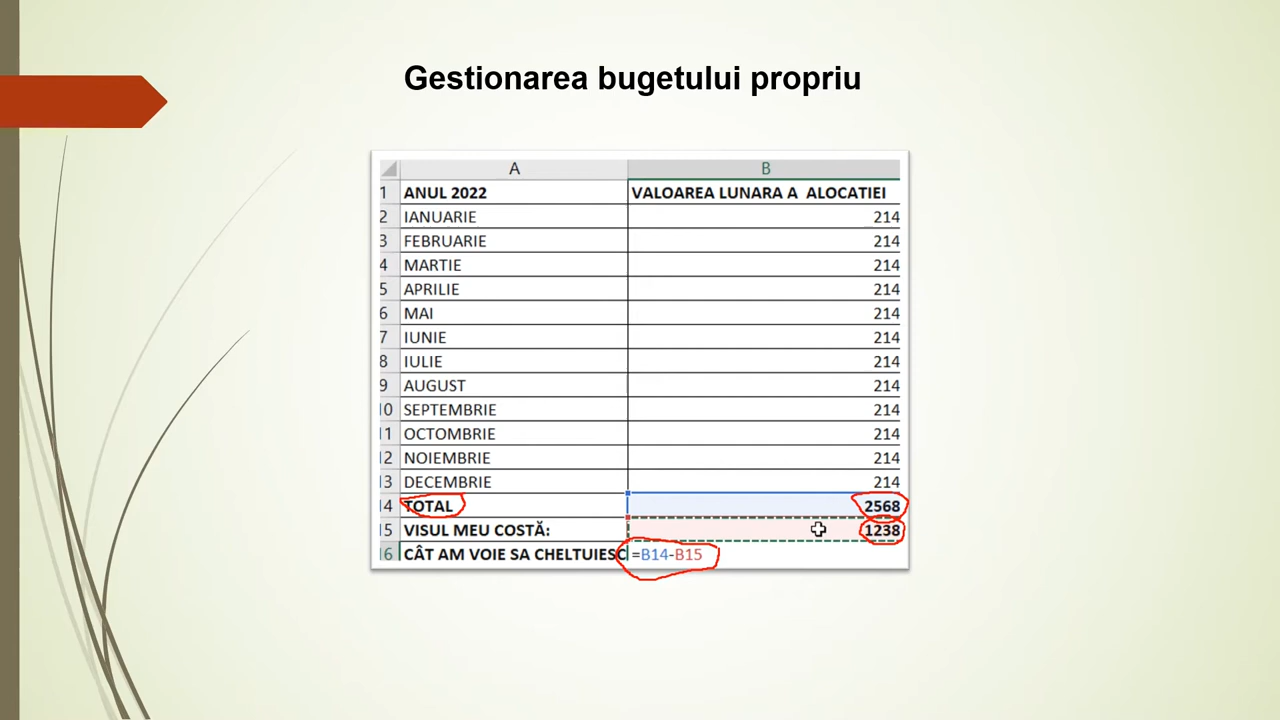 Gestionarea bugetului propriu
A B
1 ANUL 2022 VALOAREA LUNARA A ALOCATIEI
2 IANUARIE 214
3 FEBRUARIE 214
4 MARTIE 214
5 APRILIE 214
6 MAI 214
7 IUNIE 214
8 IULIE 214
9 AUGUST 214
10 SEPTEMBRIE 214
11 OCTOMBRIE 214
12 NOIEMBRIE 214
13 DECEMBRIE 214
14 TOTAL 2568
15 VISUL MEU COSTĂ: 1238
16 CÂT AM VOIE SA CHELTUIESC =B14-B15